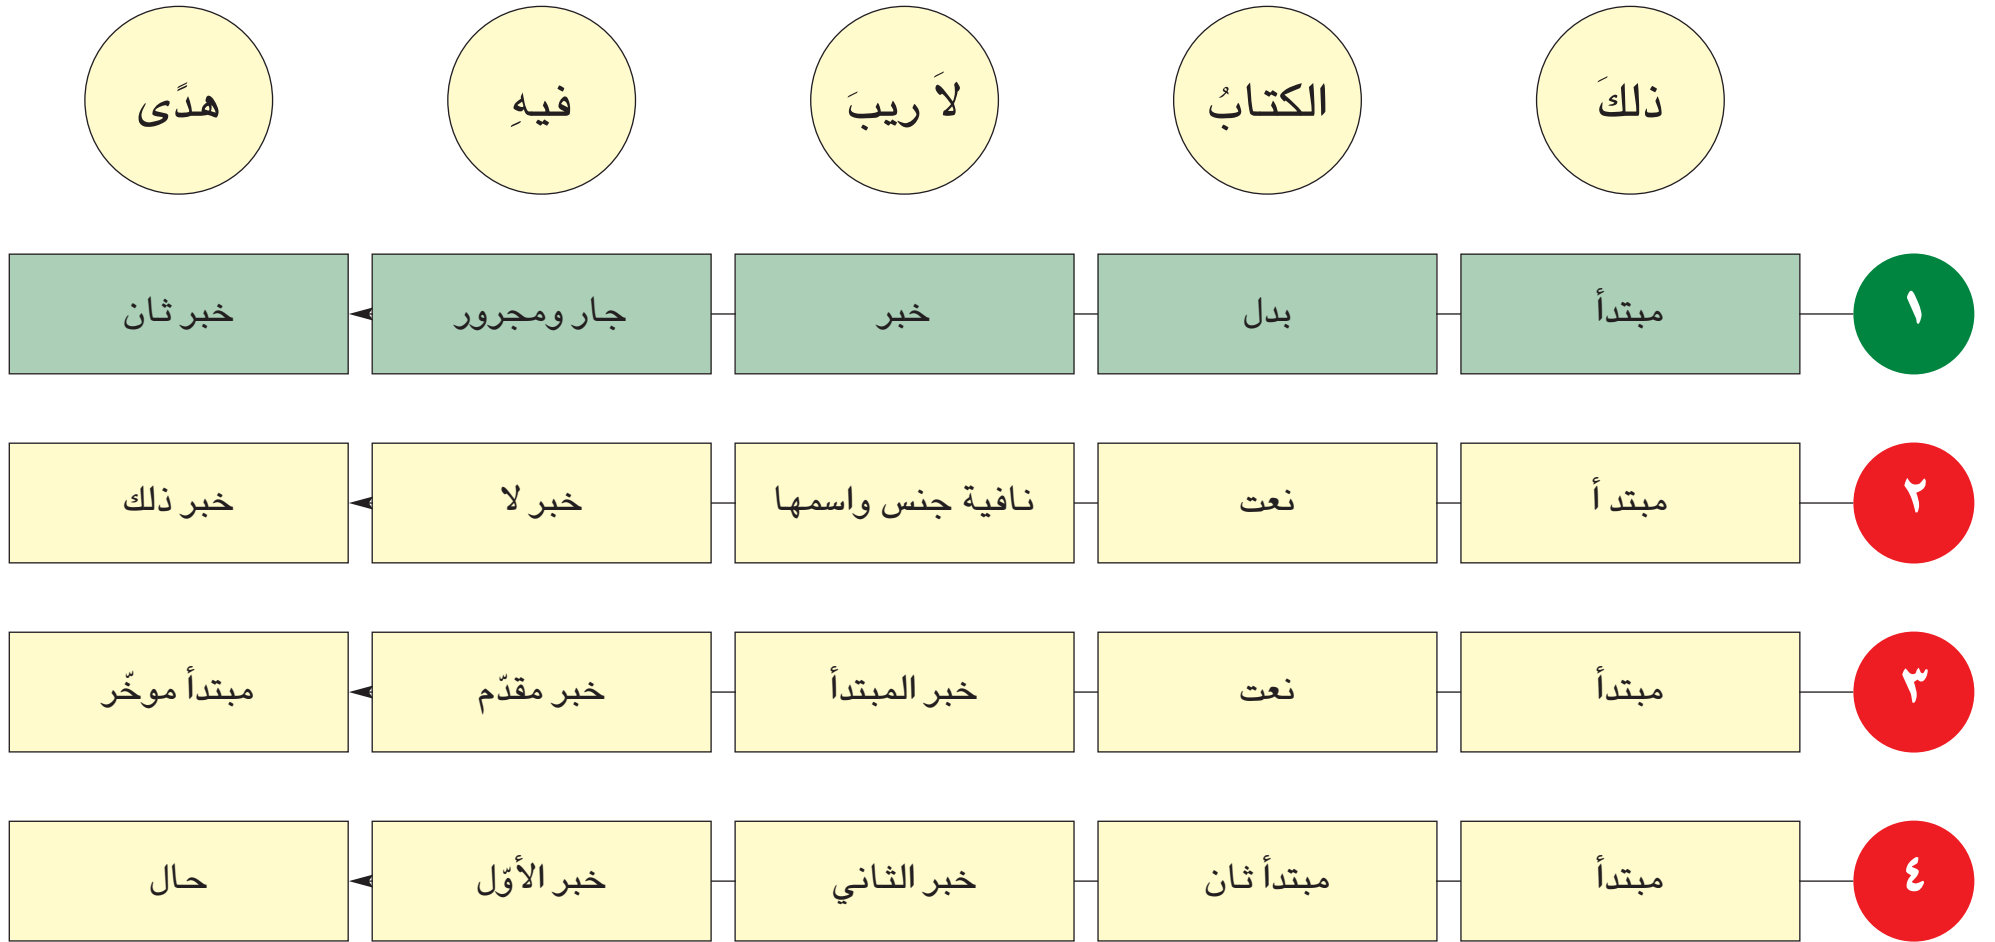 ذلكَ الكتابُ لاَ ريبَ فيهِ هدًى
١ مبتدأ بدل خبر جار ومجرور خبر ثان
٢ مبتد أ نعت نافية جنس واسمها خبر لا خبر ذلك
٣ مبتدأ نعت خبر المبتدأ خبر مقدّم مبتدأ موخّر
٤ مبتدأ مبتدأ ثان خبر الثاني خبر الأوّل حال